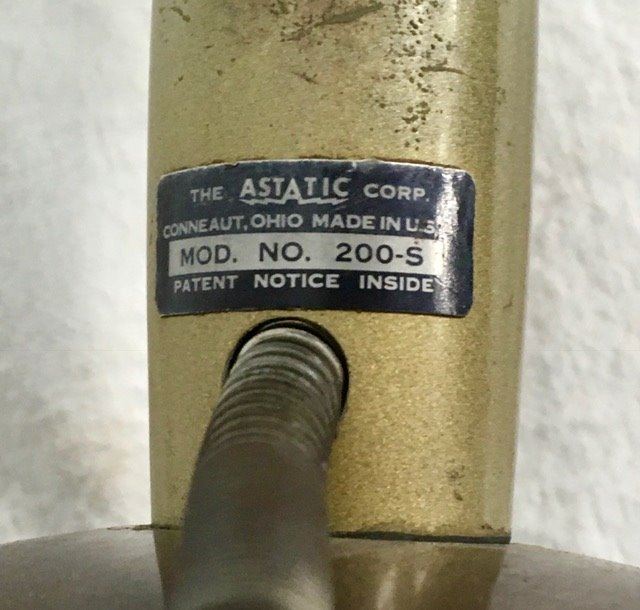 THE ASTATIC CORP.
CONNEAUT, OHIO MADE IN U.S.
MOD. NO. 200-S
PATENT NOTICE INSIDE